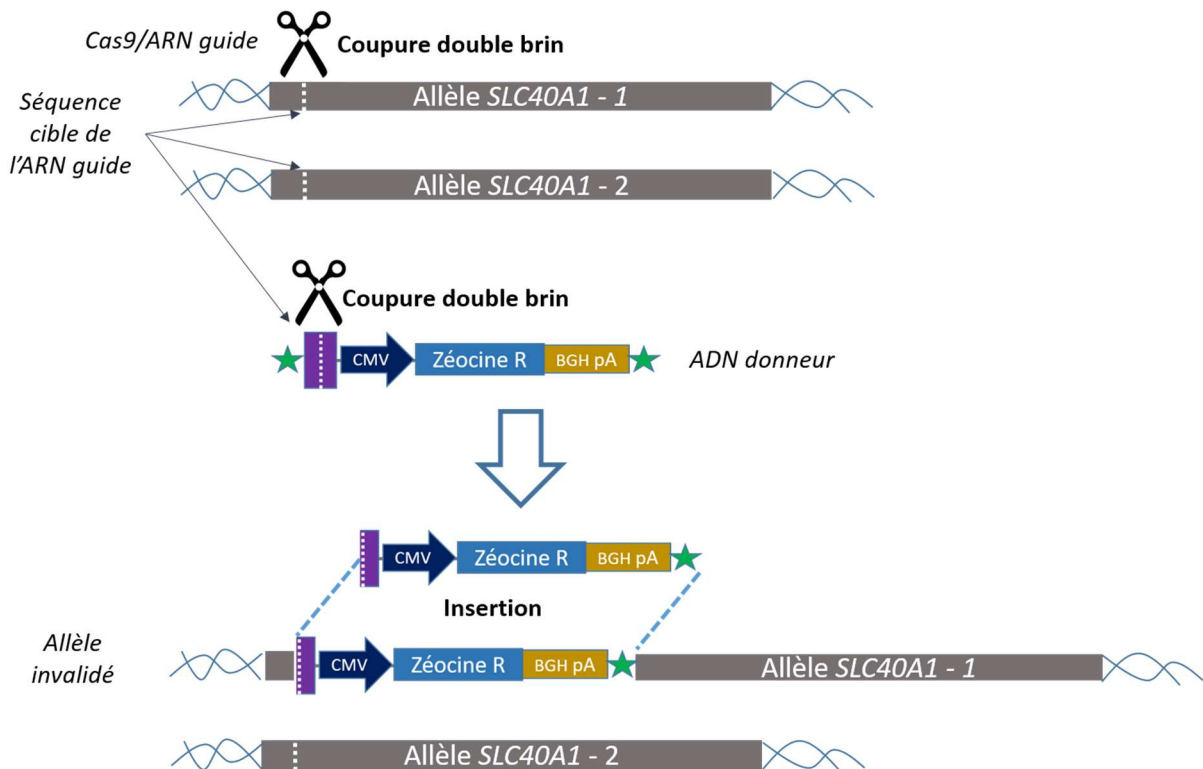 Cas9/ARN guide
Coupure double brin
Allèle SLC40A1 - 1
Séquence
cible de
l'ARN guide
Allèle SLC40A1 - 2
Coupure double brin
CMV
Zéocine R
BGH pA
ADN donneur
CMV
Zéocine R
BGH pA
Insertion
Allèle
invalidé
CMV
Zéocine R
BGH pA
Allèle SLC40A1 - 1
Allèle SLC40A1 - 2